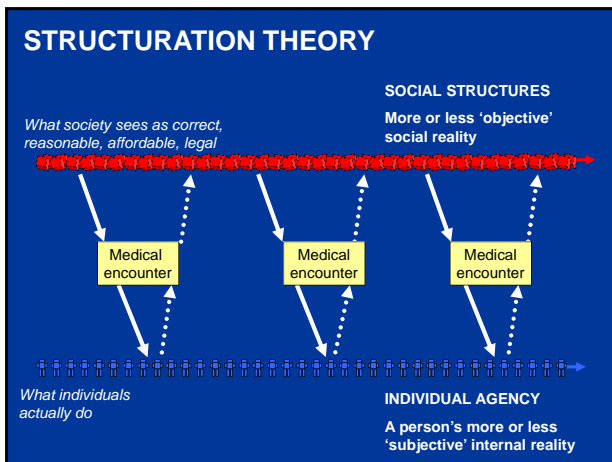 STRUCTURATION THEORY
SOCIAL STRUCTURES
More or less ‘objective’
social reality
What society sees as correct,
reasonable, affordable, legal
Medical
encounter
Medical
encounter
Medical
encounter
What individuals
actually do
INDIVIDUAL AGENCY
A person's more or less
‘subjective’ internal reality